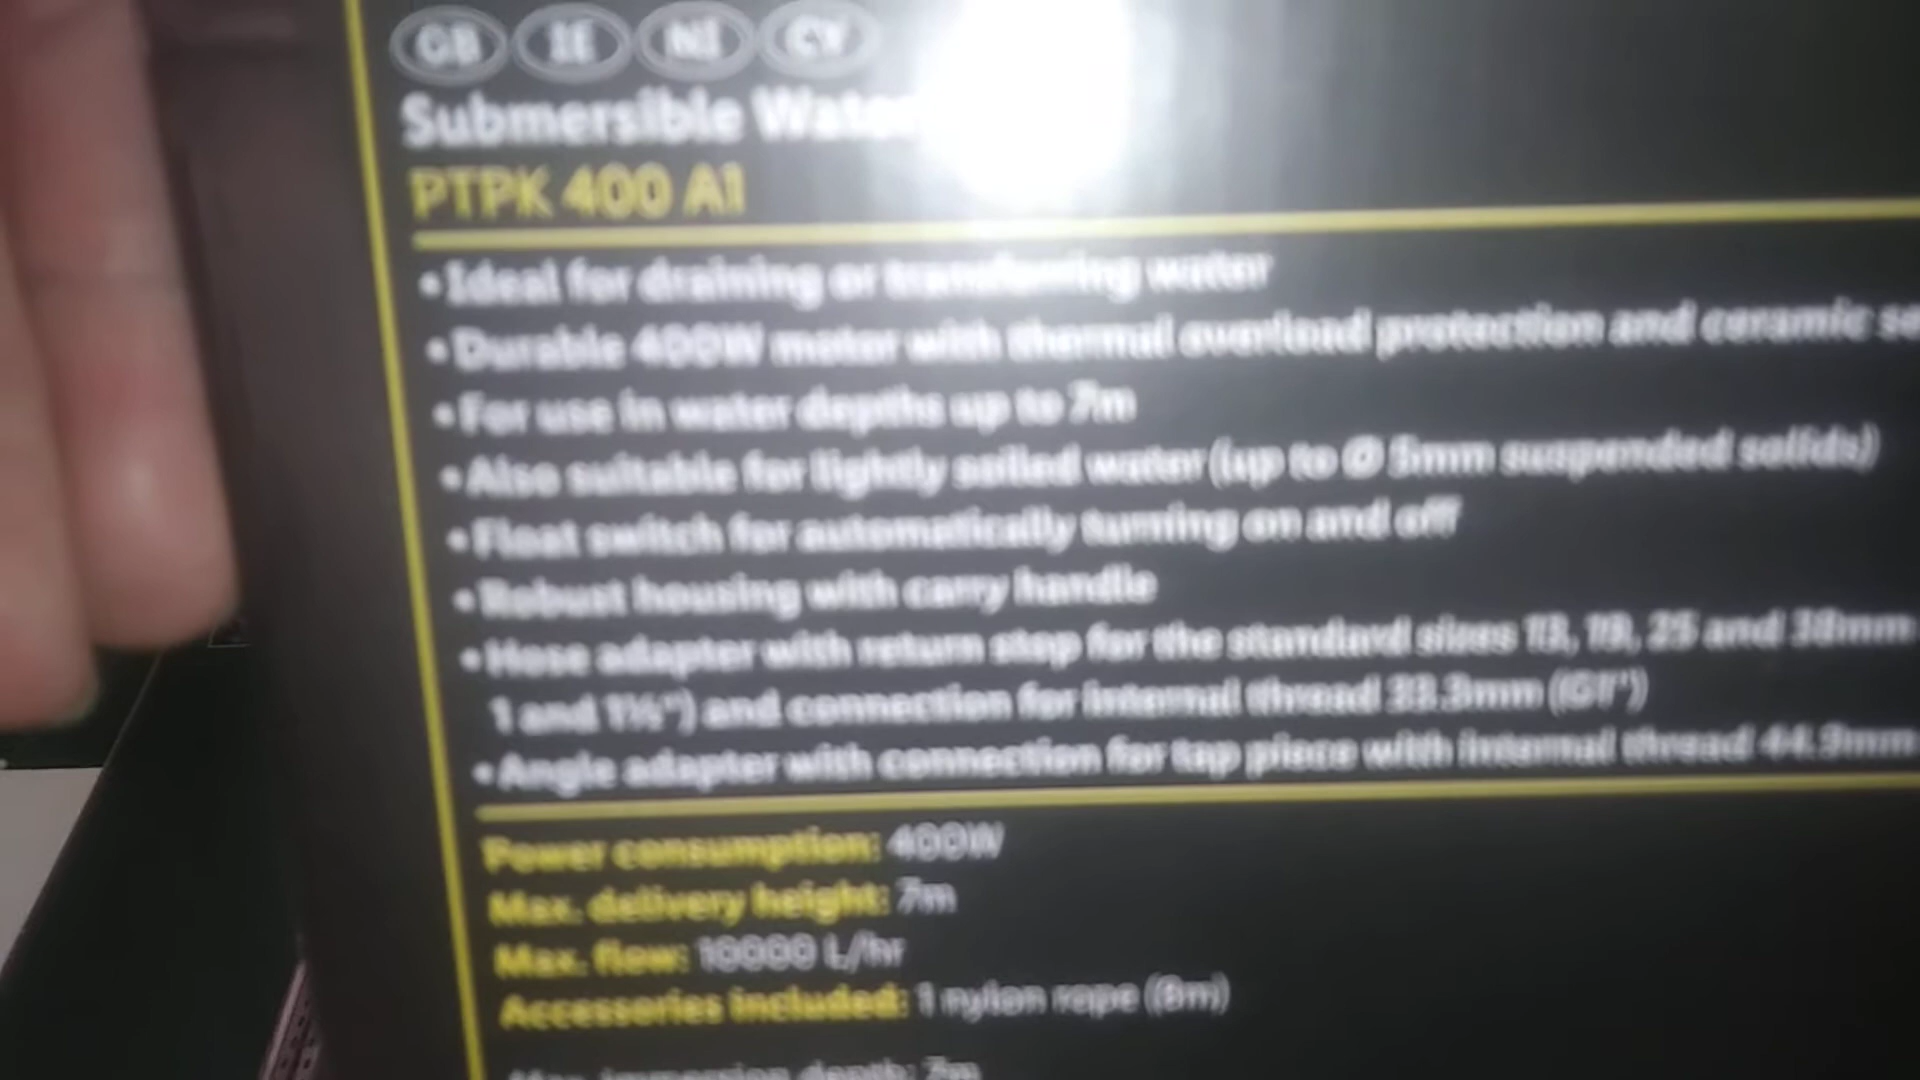 GB IE NI CY
Submersible Water
PTPK 400 A1
• Ideal for draining or transferring water
• Durable 400W motor with thermal overload protection and ceramic se
• For use in water depths up to 7m
• Also suitable for lightly soiled water (up to Ø 5mm suspended solids)
• Float switch for automatically turning on and off
• Robust housing with carry handle
• Hose adapter with return stop for the standard sizes 13, 19, 25 and 38mm
1 and 1½") and connection for internal thread 33.3mm (G1")
• Angle adapter with connection for tap piece with internal thread 44.9mm
Power consumption: 400W
Max. delivery height: 7m
Max. flow: 10000 L/hr
Accessories included: 1 nylon rope (8m)
Max. immersion depth: 7m